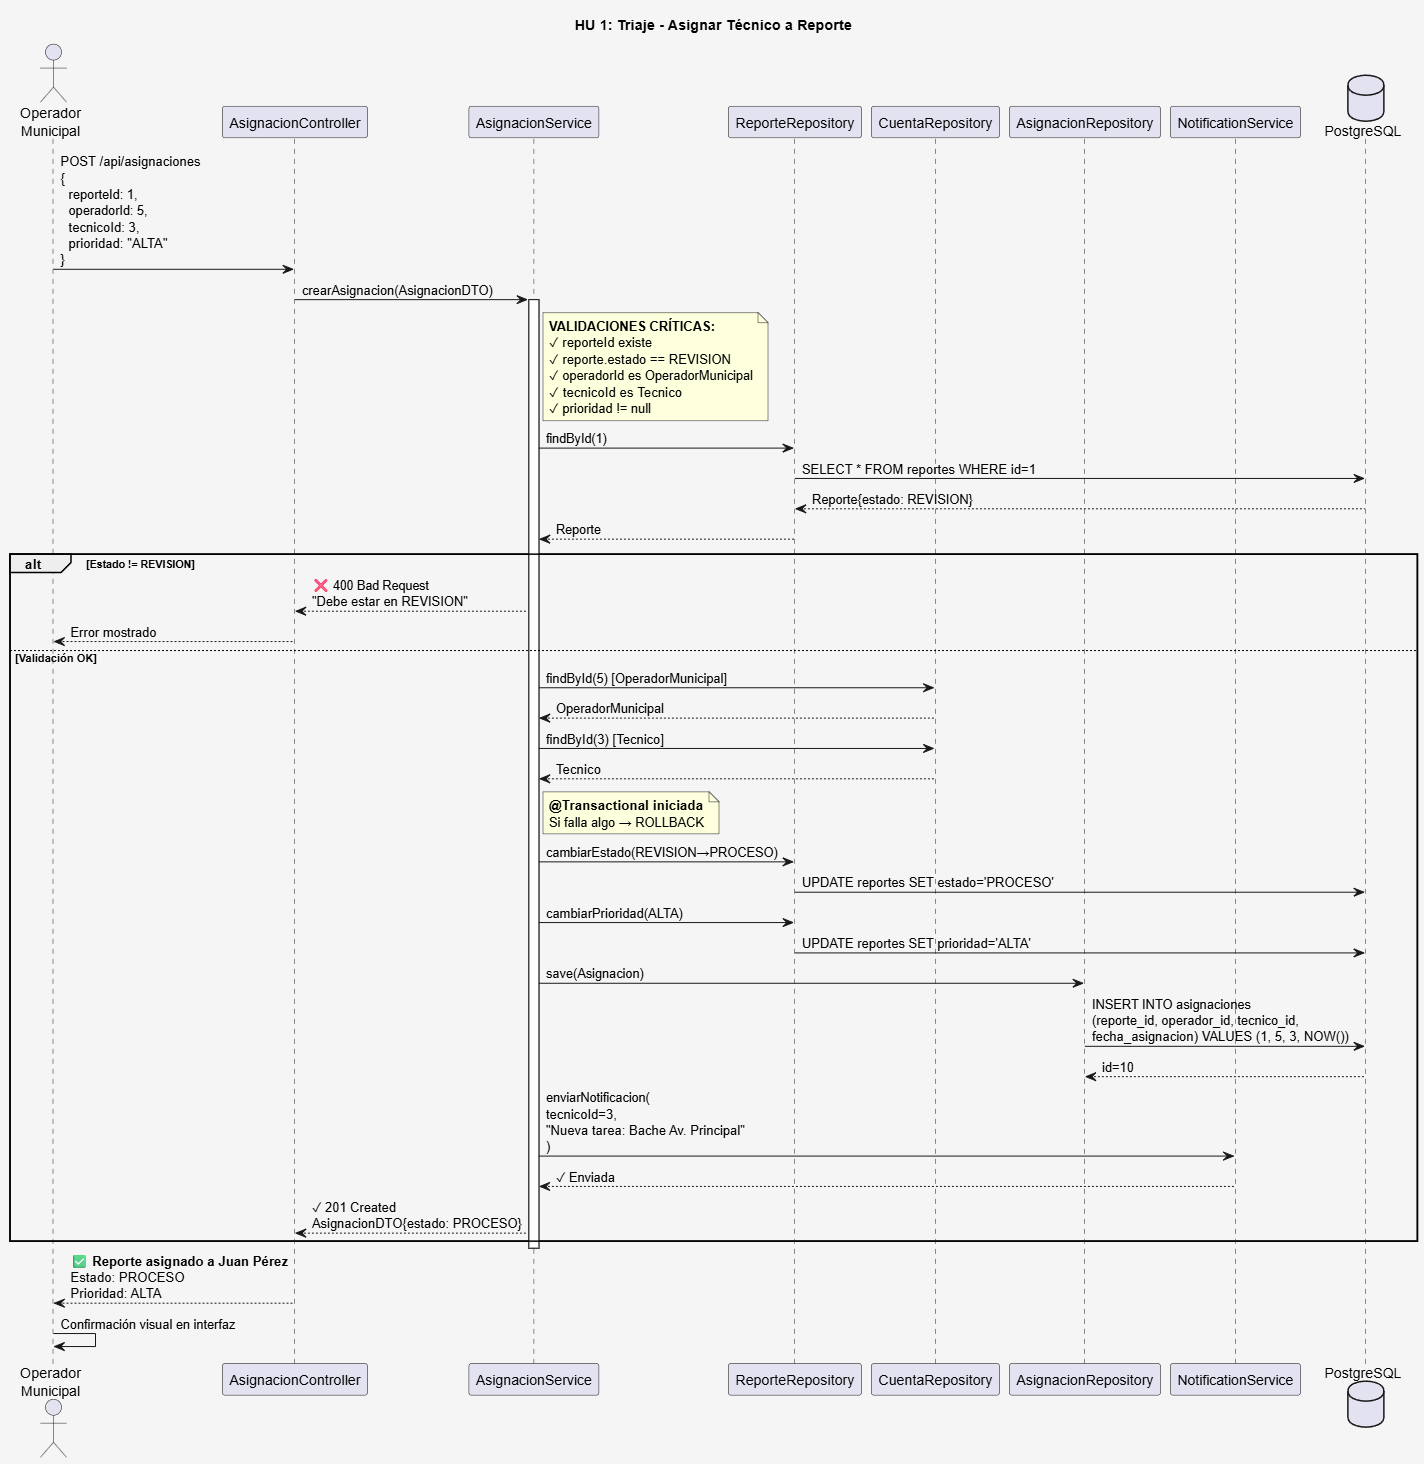 HU 1: Triaje - Asignar Técnico a Reporte
Operador
Municipal
AsignacionController
AsignacionService
ReporteRepository
CuentaRepository
AsignacionRepository
NotificationService
PostgreSQL
POST /api/asignaciones
{
reporteId: 1,
operadorId: 5,
tecnicoId: 3,
prioridad: "ALTA"
}
crearAsignacion(AsignacionDTO)
VALIDACIONES CRÍTICAS:
✓ reporteId existe
✓ reporte.estado == REVISION
✓ operadorId es OperadorMunicipal
✓ tecnicoId es Tecnico
✓ prioridad != null
findById(1)
SELECT * FROM reportes WHERE id=1
Reporte{estado: REVISION}
Reporte
alt [Estado != REVISION]
❌ 400 Bad Request
"Debe estar en REVISION"
Error mostrado
[Validación OK]
findById(5) [OperadorMunicipal]
OperadorMunicipal
findById(3) [Tecnico]
Tecnico
@Transactional iniciada
Si falla algo → ROLLBACK
cambiarEstado(REVISION→PROCESO)
UPDATE reportes SET estado='PROCESO'
cambiarPrioridad(ALTA)
UPDATE reportes SET prioridad='ALTA'
save(Asignacion)
INSERT INTO asignaciones
(reporte_id, operador_id, tecnico_id,
fecha_asignacion) VALUES (1, 5, 3, NOW())
id=10
enviarNotificacion(
tecnicoId=3,
"Nueva tarea: Bache Av. Principal"
)
✓ Enviada
✓ 201 Created
AsignacionDTO{estado: PROCESO}
✅ Reporte asignado a Juan Pérez
Estado: PROCESO
Prioridad: ALTA
Confirmación visual en interfaz
Operador
Municipal
AsignacionController
AsignacionService
ReporteRepository
CuentaRepository
AsignacionRepository
NotificationService
PostgreSQL